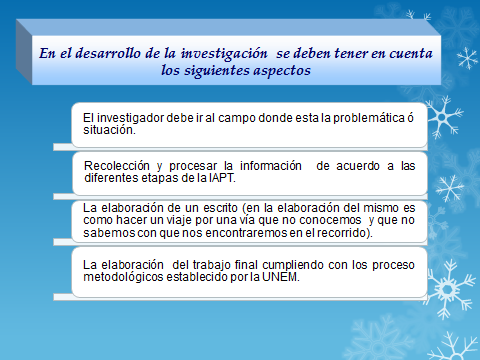 En el desarrollo de la investigación se deben tener en cuenta
los siguientes aspectos
El investigador debe ir al campo donde esta la problemática ó
situación.
Recolección y procesar la información de acuerdo a las
diferentes etapas de la IAPT.
La elaboración de un escrito (en la elaboración del mismo es
como hacer un viaje por una vía que no conocemos y que no
sabemos con que nos encontraremos en el recorrido).
La elaboración del trabajo final cumpliendo con los proceso
metodológicos establecido por la UNEM.